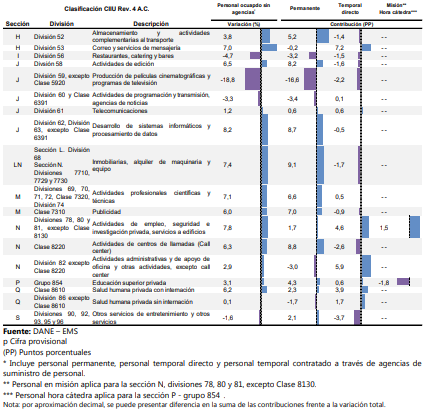 Clasificación CIIU Rev. 4 A.C.
Personal ocupado sin agencias* Permanente Temporal directo Misión** Hora cátedra***
Sección División Descripción Variación (%) Contribución (PP)
H División 52 Almacenamiento y actividades complementarias al transporte 3,8 5,2 -1,4 --
H División 53 Correo y servicios de mensajería 7,0 -0,2 7,2 --
I División 56 Restaurantes, catering y bares -4,7 -3,2 -1,5 --
J División 58 Actividades de edición 6,5 8,2 -1,6 --
J División 59, excepto Clase 5920 Producción de películas cinematográficas y programas de televisión -18,8 -16,6 -2,2 --
J División 60 y Clase 6391 Actividades de programación y transmisión, agencias de noticias -3,3 -3,4 0,1 --
J División 61 Telecomunicaciones 1,2 0,6 0,6 --
J División 62, División 63, excepto Clase 6391 Desarrollo de sistemas informáticos y procesamiento de datos 8,2 8,7 -0,5 --
LN Sección L. División 68 Sección N. Divisiones 7710, 7729 y 7730 Inmobiliarias, alquiler de maquinaria y equipo 7,4 9,1 -1,7 --
M Divisiones 69, 70, 71, 72, Clase 7320, División 74 Actividades profesionales científicas y técnicas 7,1 6,6 0,5 --
M Clase 7310 Publicidad 6,0 7,0 -0,9 --
N Divisiones 78, 80 y 81, excepto Clase 8130 Actividades de empleo, seguridad e investigación privada, servicios a edificios 7,8 1,7 4,6 1,5
N Clase 8220 Actividades de centros de llamadas (Call center) 6,3 8,8 -2,6 --
N División 82 excepto Clase 8220 Actividades administrativas y de apoyo de oficina y otras actividades, excepto call center 2,9 -3,0 5,9 --
P Grupo 854 Educación superior privada 3,1 4,3 0,6 -1,8
Q Clase 8610 Salud humana privada con internación 6,2 2,3 3,9 --
Q División 86 excepto Clase 8610 Salud humana privada sin internación 0,1 -1,7 1,7 --
S Divisiones 90, 92, 93, 95 y 96 Otros servicios de entretenimiento y otros servicios -1,6 2,1 -3,7 --
Fuente: DANE – EMS
p Cifra provisional
(PP) Puntos porcentuales
* Incluye personal permanente, personal temporal directo y personal temporal contratado a través de agencias de
suministro de personal.
** Personal en misión aplica para la sección N, divisiones 78, 80 y 81, excepto Clase 8130.
*** Personal hora cátedra aplica para la sección P - grupo 854 .
Nota: por aproximación decimal, se puede presentar diferencia en la suma de las contribuciones frente a la variación total.